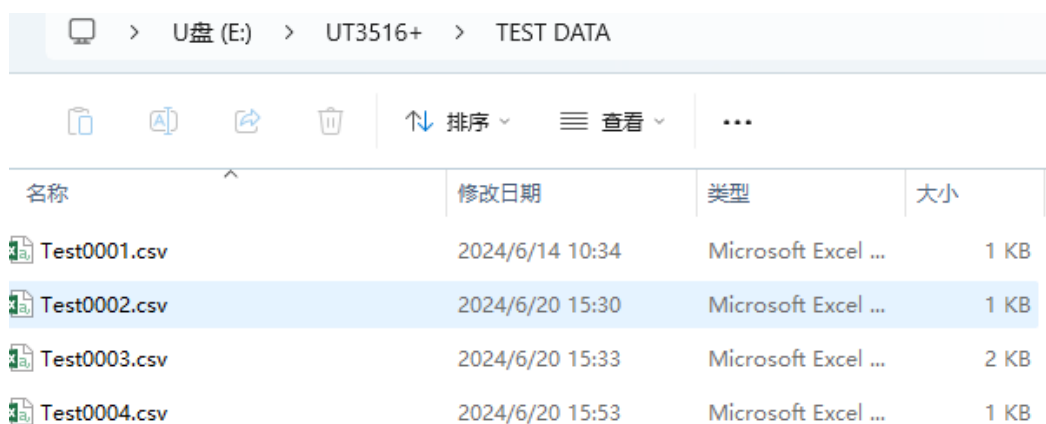 U盘 (E:) > UT3516+ > TEST DATA
排序 查看 ...
名称 修改日期 类型 大小
Test0001.csv 2024/6/14 10:34 Microsoft Excel ... 1 KB
Test0002.csv 2024/6/20 15:30 Microsoft Excel ... 1 KB
Test0003.csv 2024/6/20 15:33 Microsoft Excel ... 2 KB
Test0004.csv 2024/6/20 15:53 Microsoft Excel ... 1 KB